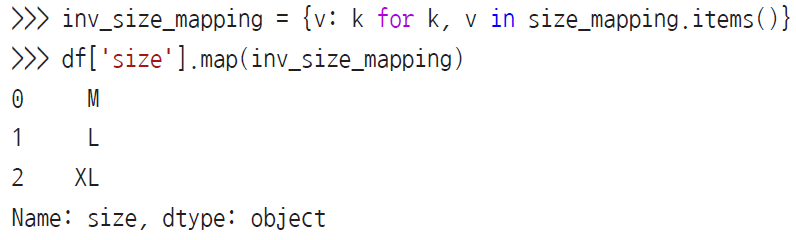 >>> inv_size_mapping = {v: k for k, v in size_mapping.items()}
>>> df['size'].map(inv_size_mapping)
0     M
1     L
2    XL
Name: size, dtype: object